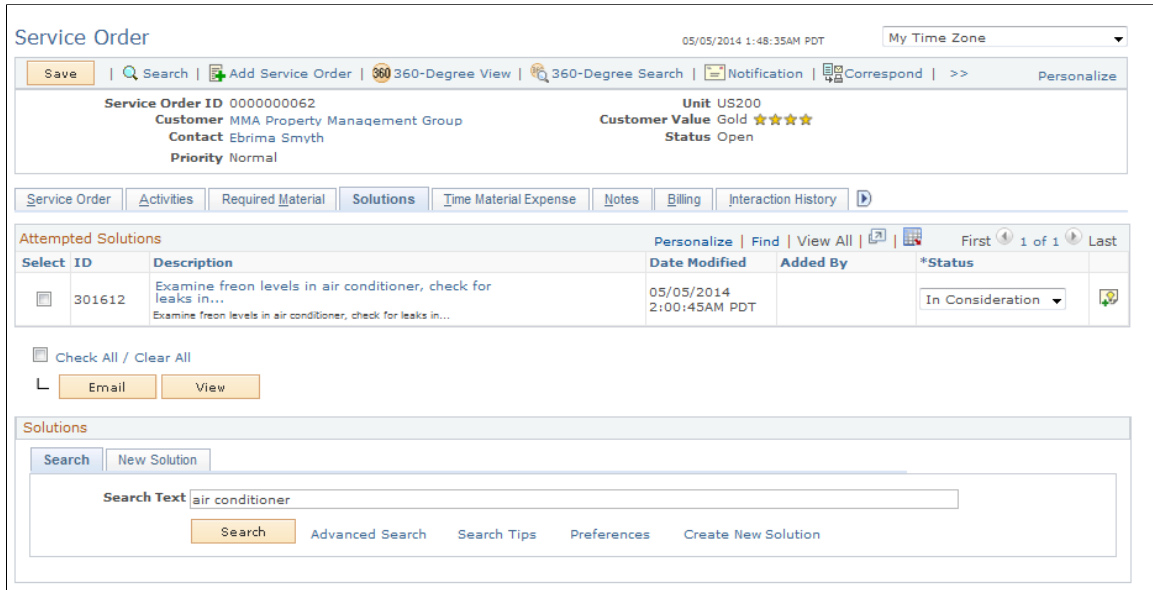 Service Order
05/05/2014 1:48:35AM PDT
My Time Zone
Save | Search | Add Service Order | 360 360-Degree View | 360-Degree Search | Notification | Correspond | >> Personalize
Service Order ID 0000000062 Unit US200
Customer MMA Property Management Group Customer Value Gold
Contact Ebrima Smyth Status Open
Priority Normal
Service Order Activities Required Material Solutions Time Material Expense Notes Billing Interaction History
Attempted Solutions Personalize | Find | View All | | First 1 of 1 Last
Select ID Description Date Modified Added By *Status
301612 Examine freon levels in air conditioner, check for
leaks in...
Examine freon levels in air conditioner, check for leaks in...
05/05/2014
2:00:45AM PDT
In Consideration
Check All / Clear All
Email View
Solutions
Search New Solution
Search Text air conditioner
Search Advanced Search Search Tips Preferences Create New Solution